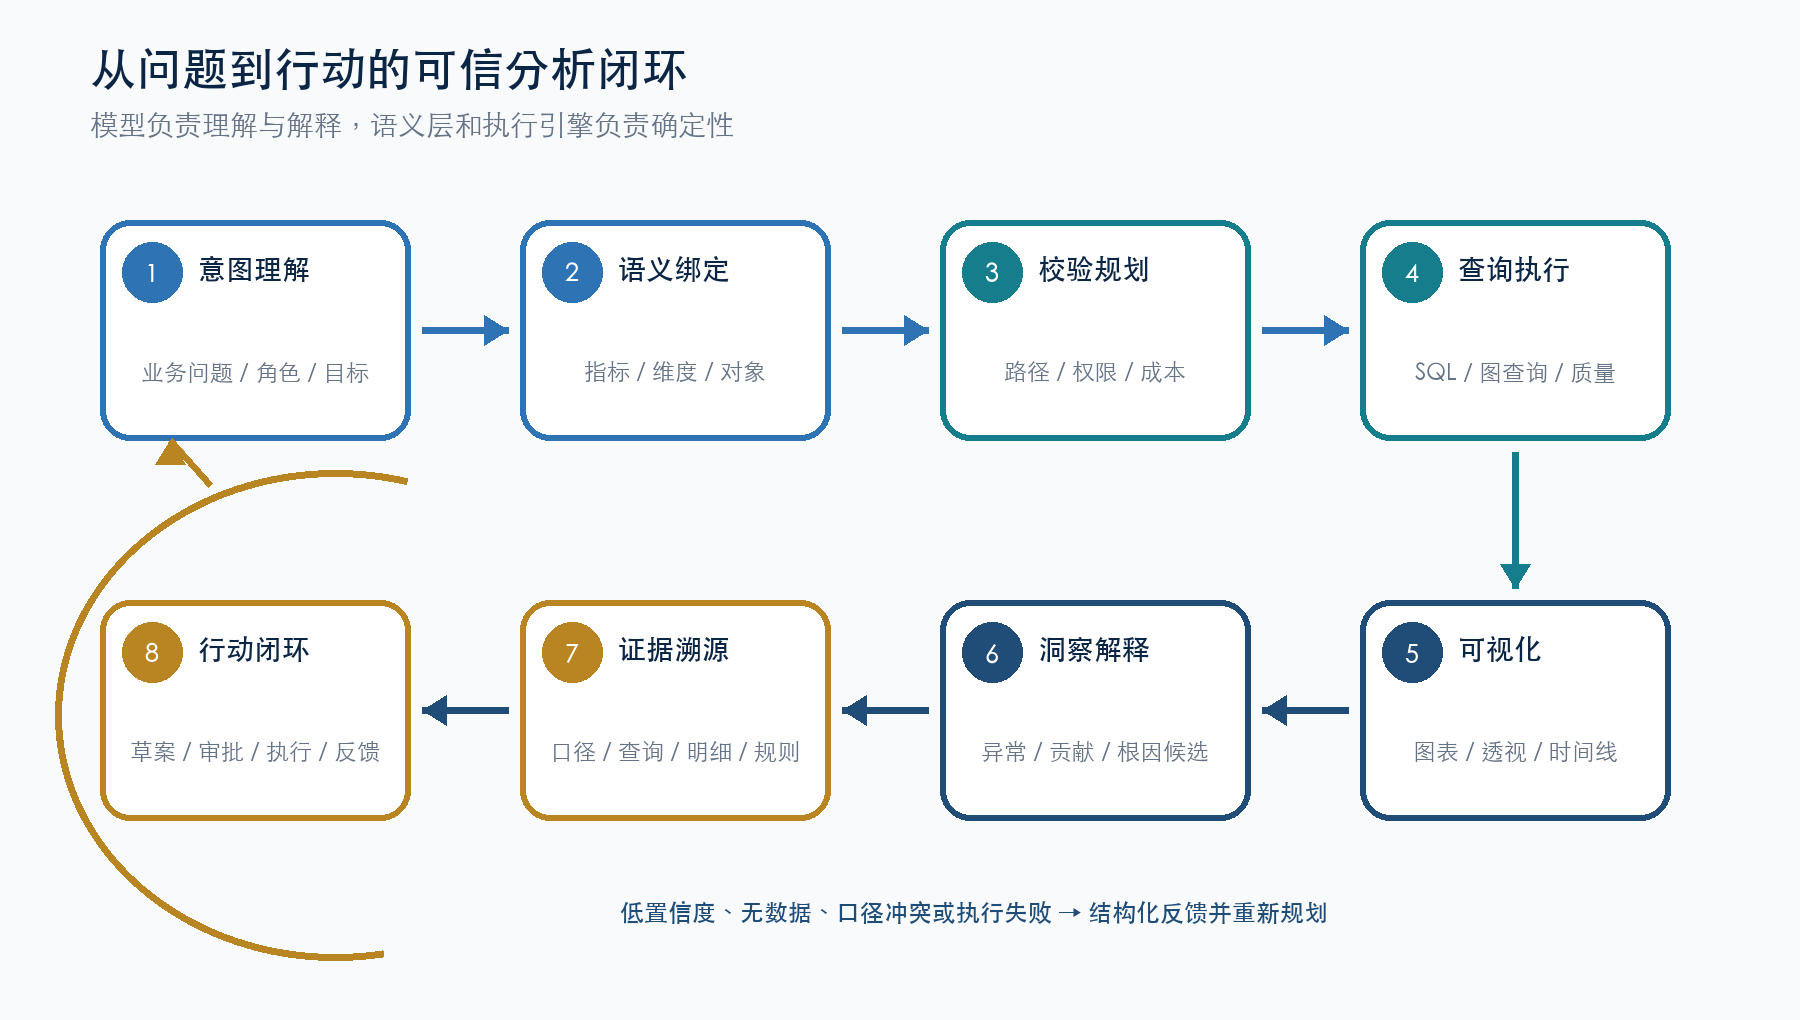 从问题到行动的可信分析闭环
模型负责理解与解释，语义层和执行引擎负责确定性
1 意图理解
业务问题 / 角色 / 目标
2 语义绑定
指标 / 维度 / 对象
3 校验规划
路径 / 权限 / 成本
4 查询执行
SQL / 图查询 / 质量
5 可视化
图表 / 透视 / 时间线
6 洞察解释
异常 / 贡献 / 根因候选
7 证据溯源
口径 / 查询 / 明细 / 规则
8 行动闭环
草案 / 审批 / 执行 / 反馈
低置信度、无数据、口径冲突或执行失败 → 结构化反馈并重新规划